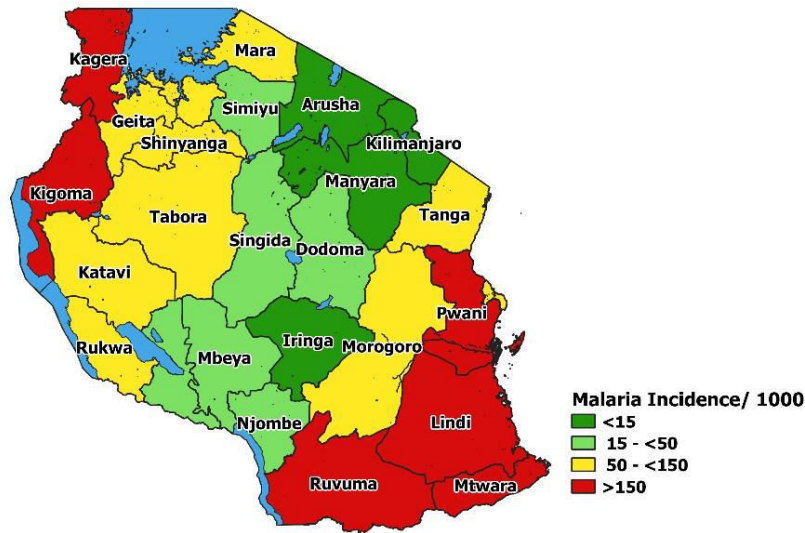 Kagera
Mara
Simiyu
Arusha
Geita
Shinyanga
Kilimanjaro
Kigoma
Manyara
Tabora
Tanga
Singida
Dodoma
Katavi
Pwani
Rukwa
Iringa
Mbeya
Morogoro
Njombe
Lindi
Ruvuma
Mtwara
Malaria Incidence/ 1000
<15
15 - <50
50 - <150
>150